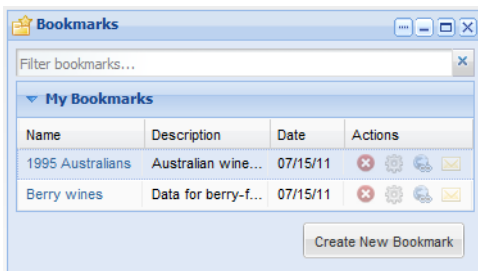 Bookmarks
Filter bookmarks...
My Bookmarks
Name Description Date Actions
1995 Australians Australian wine... 07/15/11
Berry wines Data for berry-f... 07/15/11
Create New Bookmark